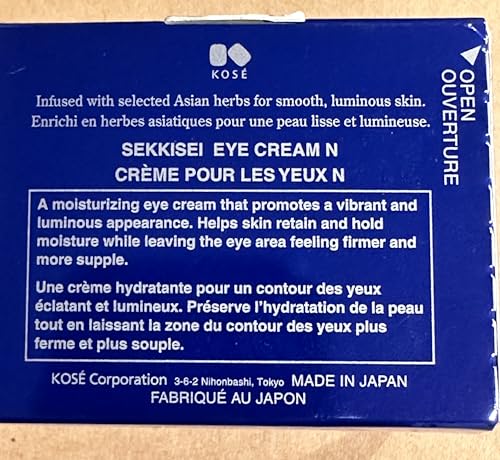 KOSÉ
Infused with selected Asian herbs for smooth, luminous skin.
Enrichi en herbes asiatiques pour une peau lisse et lumineuse.
SEKKISEI EYE CREAM N
CRÈME POUR LES YEUX N
A moisturizing eye cream that promotes a vibrant and
luminous appearance. Helps skin retain and hold
moisture while leaving the eye area feeling firmer and
more supple.
Une crème hydratante pour un contour des yeux
éclatant et lumineux. Préserve l'hydratation de la peau
tout en laissant la zone du contour des yeux plus
ferme et plus souple.
KOSÉ Corporation 3-6-2 Nihonbashi, Tokyo MADE IN JAPAN
FABRIQUÉ AU JAPON
OPEN
OUVERTURE